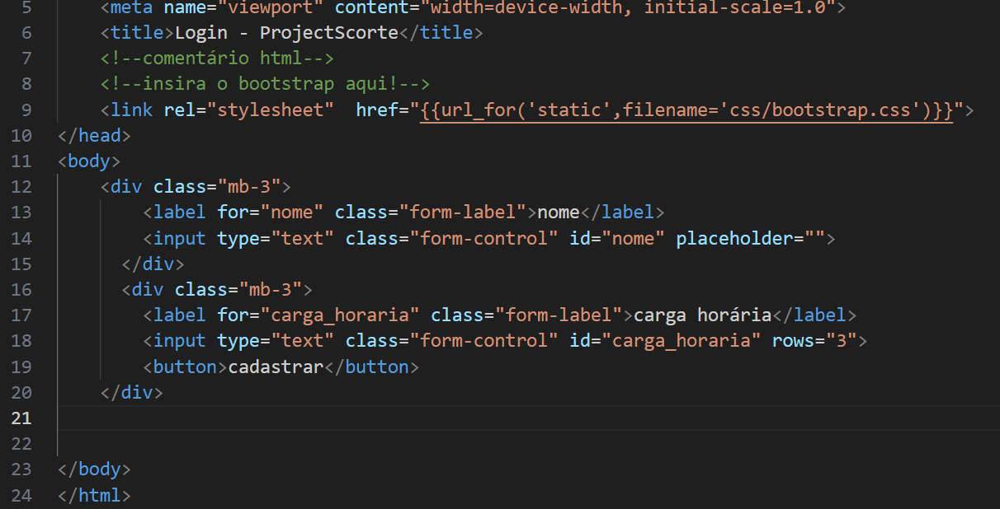 5 <meta name="viewport" content="width=device-width, initial-scale=1.0">
6 <title>Login - ProjectScorte</title>
7 <!--comentário html-->
8 <!--insira o bootstrap aqui!-->
9 <link rel="stylesheet"  href="{{url_for('static',filename='css/bootstrap.css')}}">
10 </head>
11 <body>
12 <div class="mb-3">
13 <label for="nome" class="form-label">nome</label>
14 <input type="text" class="form-control" id="nome" placeholder="">
15 </div>
16 <div class="mb-3">
17 <label for="carga_horaria" class="form-label">carga horária</label>
18 <input type="text" class="form-control" id="carga_horaria" rows="3">
19 <button>cadastrar</button>
20 </div>
21
22
23 </body>
24 </html>